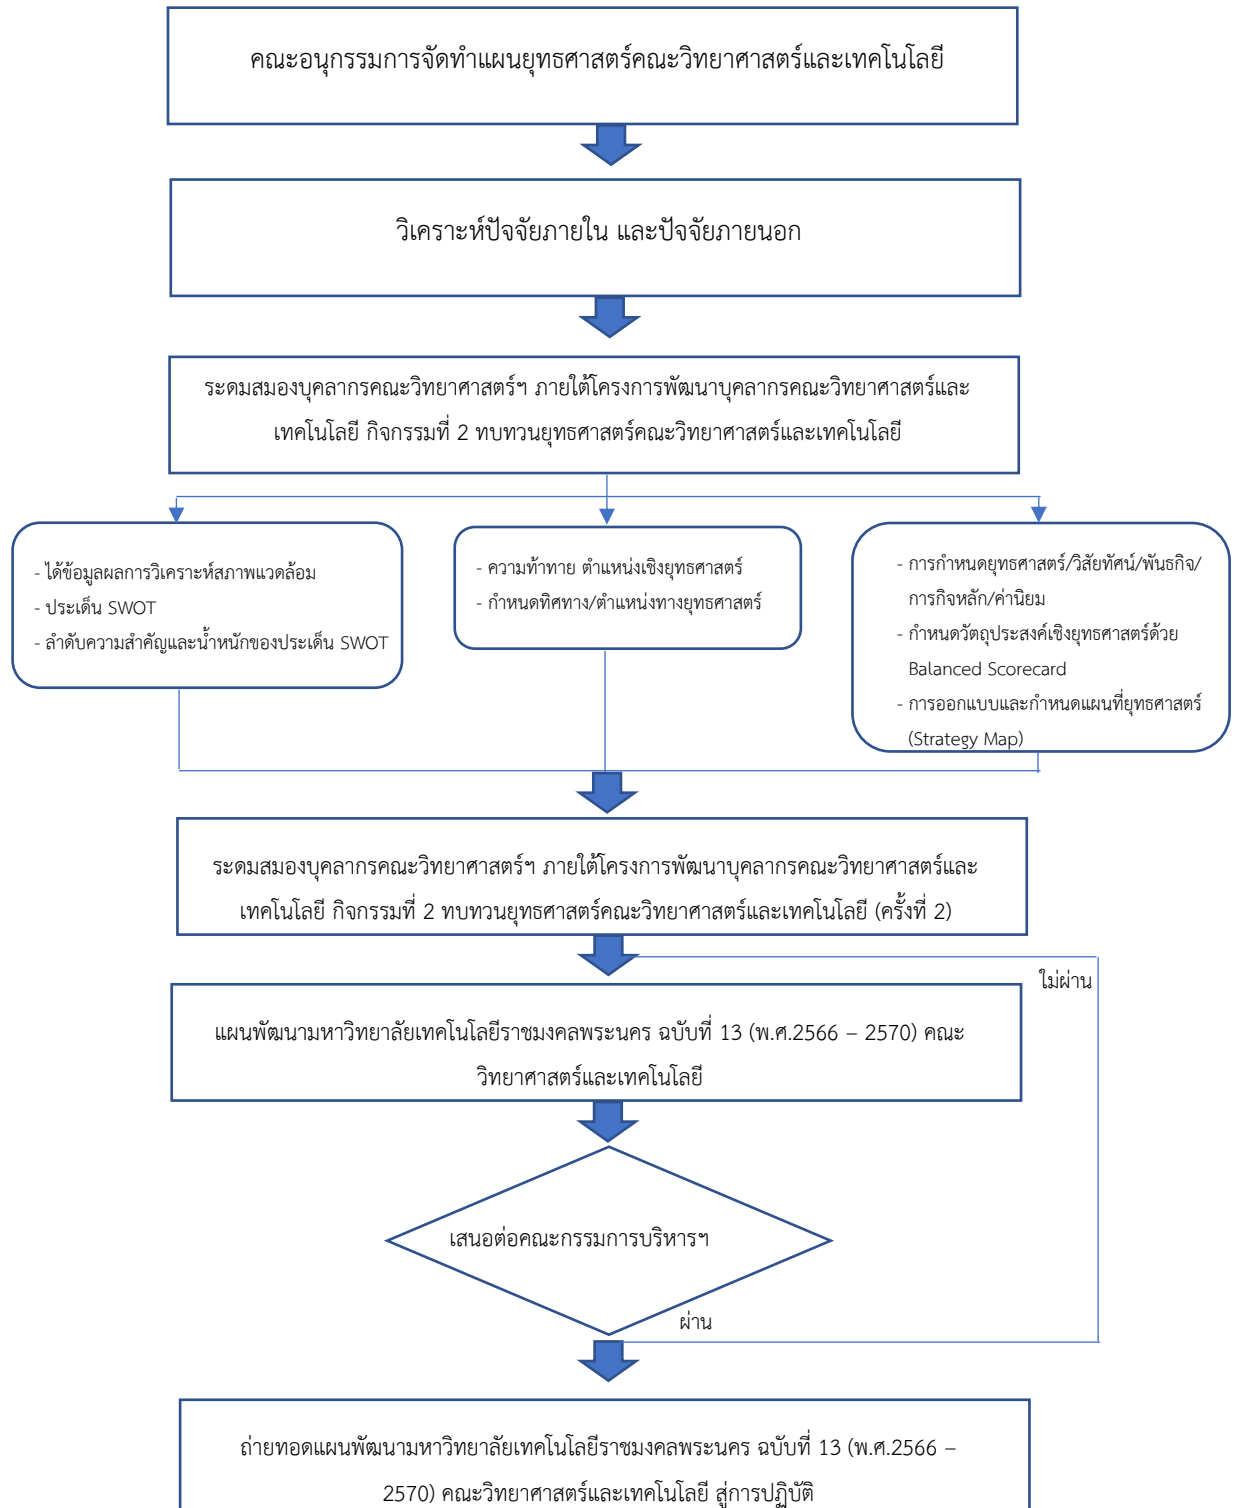 คณะอนุกรรมการจัดทำแผนยุทธศาสตร์คณะวิทยาศาสตร์และเทคโนโลยี
วิเคราะห์ปัจจัยภายใน และปัจจัยภายนอก
ระดมสมองบุคลากรคณะวิทยาศาสตร์ฯ ภายใต้โครงการพัฒนาบุคลากรคณะวิทยาศาสตร์และ
เทคโนโลยี กิจกรรมที่ 2 ทบทวนยุทธศาสตร์คณะวิทยาศาสตร์และเทคโนโลยี
- ได้ข้อมูลผลการวิเคราะห์สภาพแวดล้อม
- ประเด็น SWOT
- ลำดับความสำคัญและน้ำหนักของประเด็น SWOT
- ความท้าทาย ตำแหน่งเชิงยุทธศาสตร์
- กำหนดทิศทาง/ตำแหน่งทางยุทธศาสตร์
- การกำหนดยุทธศาสตร์/วิสัยทัศน์/พันธกิจ/
การกิจหลัก/ค่านิยม
- กำหนดวัตถุประสงค์เชิงยุทธศาสตร์ด้วย
Balanced Scorecard
- การออกแบบและกำหนดแผนที่ยุทธศาสตร์
(Strategy Map)
ระดมสมองบุคลากรคณะวิทยาศาสตร์ฯ ภายใต้โครงการพัฒนาบุคลากรคณะวิทยาศาสตร์และ
เทคโนโลยี กิจกรรมที่ 2 ทบทวนยุทธศาสตร์คณะวิทยาศาสตร์และเทคโนโลยี (ครั้งที่ 2)
ไม่ผ่าน
แผนพัฒนามหาวิทยาลัยเทคโนโลยีราชมงคลพระนคร ฉบับที่ 13 (พ.ศ.2566 – 2570) คณะ
วิทยาศาสตร์และเทคโนโลยี
เสนอต่อคณะกรรมการบริหารฯ
ผ่าน
ถ่ายทอดแผนพัฒนามหาวิทยาลัยเทคโนโลยีราชมงคลพระนคร ฉบับที่ 13 (พ.ศ.2566 –
2570) คณะวิทยาศาสตร์และเทคโนโลยี สู่การปฏิบัติ